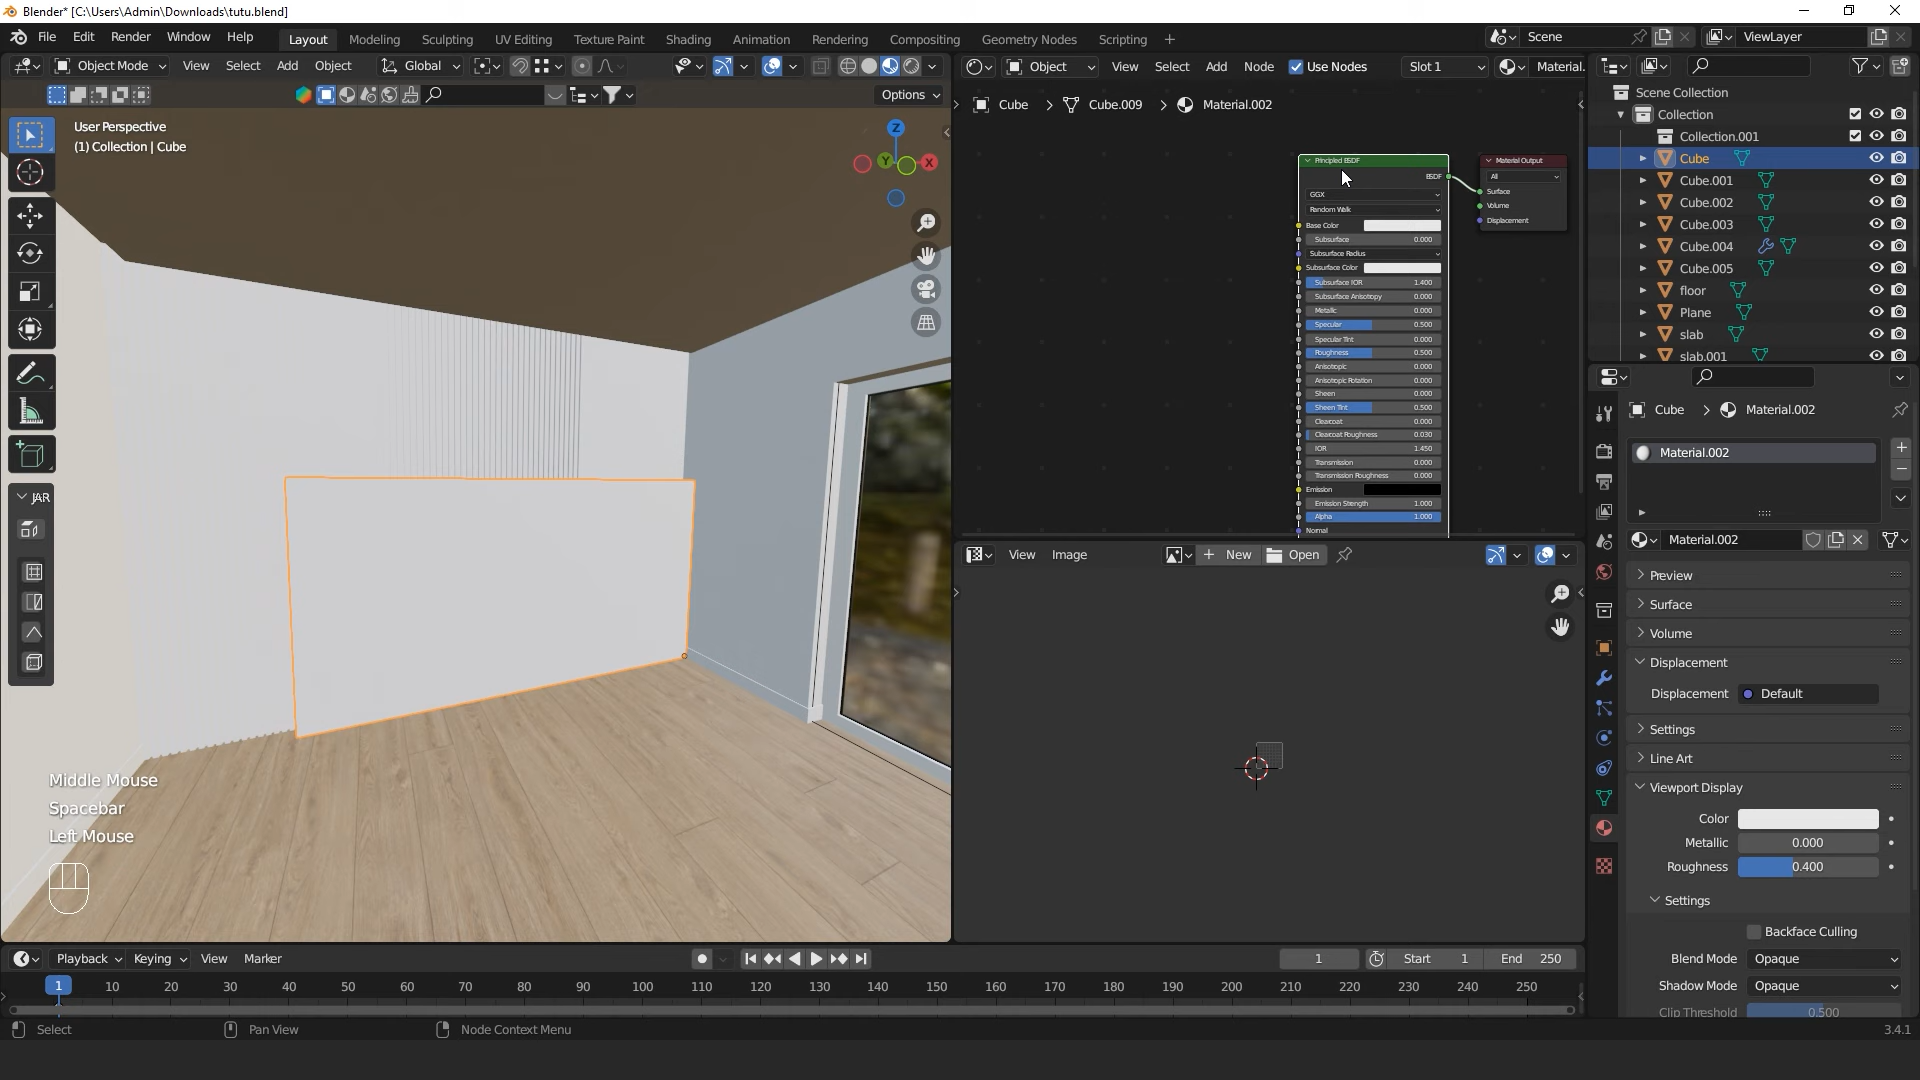 Blender* [C:\Users\Admin\Downloads\tutu.blend]
File Edit Render Window Help Layout Modeling Sculpting UV Editing Texture Paint Shading Animation Rendering Compositing Geometry Nodes Scripting + Scene ViewLayer
Object Mode View Select Add Object Global
Options
User Perspective
(1) Collection | Cube
Z
Y
X
JAR
Middle Mouse
Spacebar
Left Mouse
Object View Select Add Node Use Nodes Slot 1 Material.
Cube > Cube.009 > Material.002
Principled BSDF
BSDF
GGX
Random Walk
Base Color
Subsurface 0.000
Subsurface Radius
Subsurface Color
Subsurface IOR 1.400
Subsurface Anisotropy 0.000
Metallic 0.000
Specular 0.500
Specular Tint 0.000
Roughness 0.500
Anisotropic 0.000
Anisotropic Rotation 0.000
Sheen 0.000
Sheen Tint 0.500
Clearcoat 0.000
Clearcoat Roughness 0.030
IOR 1.450
Transmission 0.000
Transmission Roughness 0.000
Emission
Emission Strength 1.000
Alpha 1.000
Normal
Material Output
All
Surface
Volume
Displacement
View Image + New Open
Scene Collection
Collection
Collection.001
Cube
Cube.001
Cube.002
Cube.003
Cube.004
Cube.005
floor
Plane
slab
slab.001
Cube > Material.002
Material.002
Material.002
Preview
Surface
Volume
Displacement
Displacement Default
Settings
Line Art
Viewport Display
Color
Metallic 0.000
Roughness 0.400
Settings
Backface Culling
Blend Mode Opaque
Shadow Mode Opaque
Clip Threshold 0.500
Playback Keying View Marker 1 Start 1 End 250
1 10 20 30 40 50 60 70 80 90 100 110 120 130 140 150 160 170 180 190 200 210 220 230 240 250
Select Pan View Node Context Menu 3.4.1